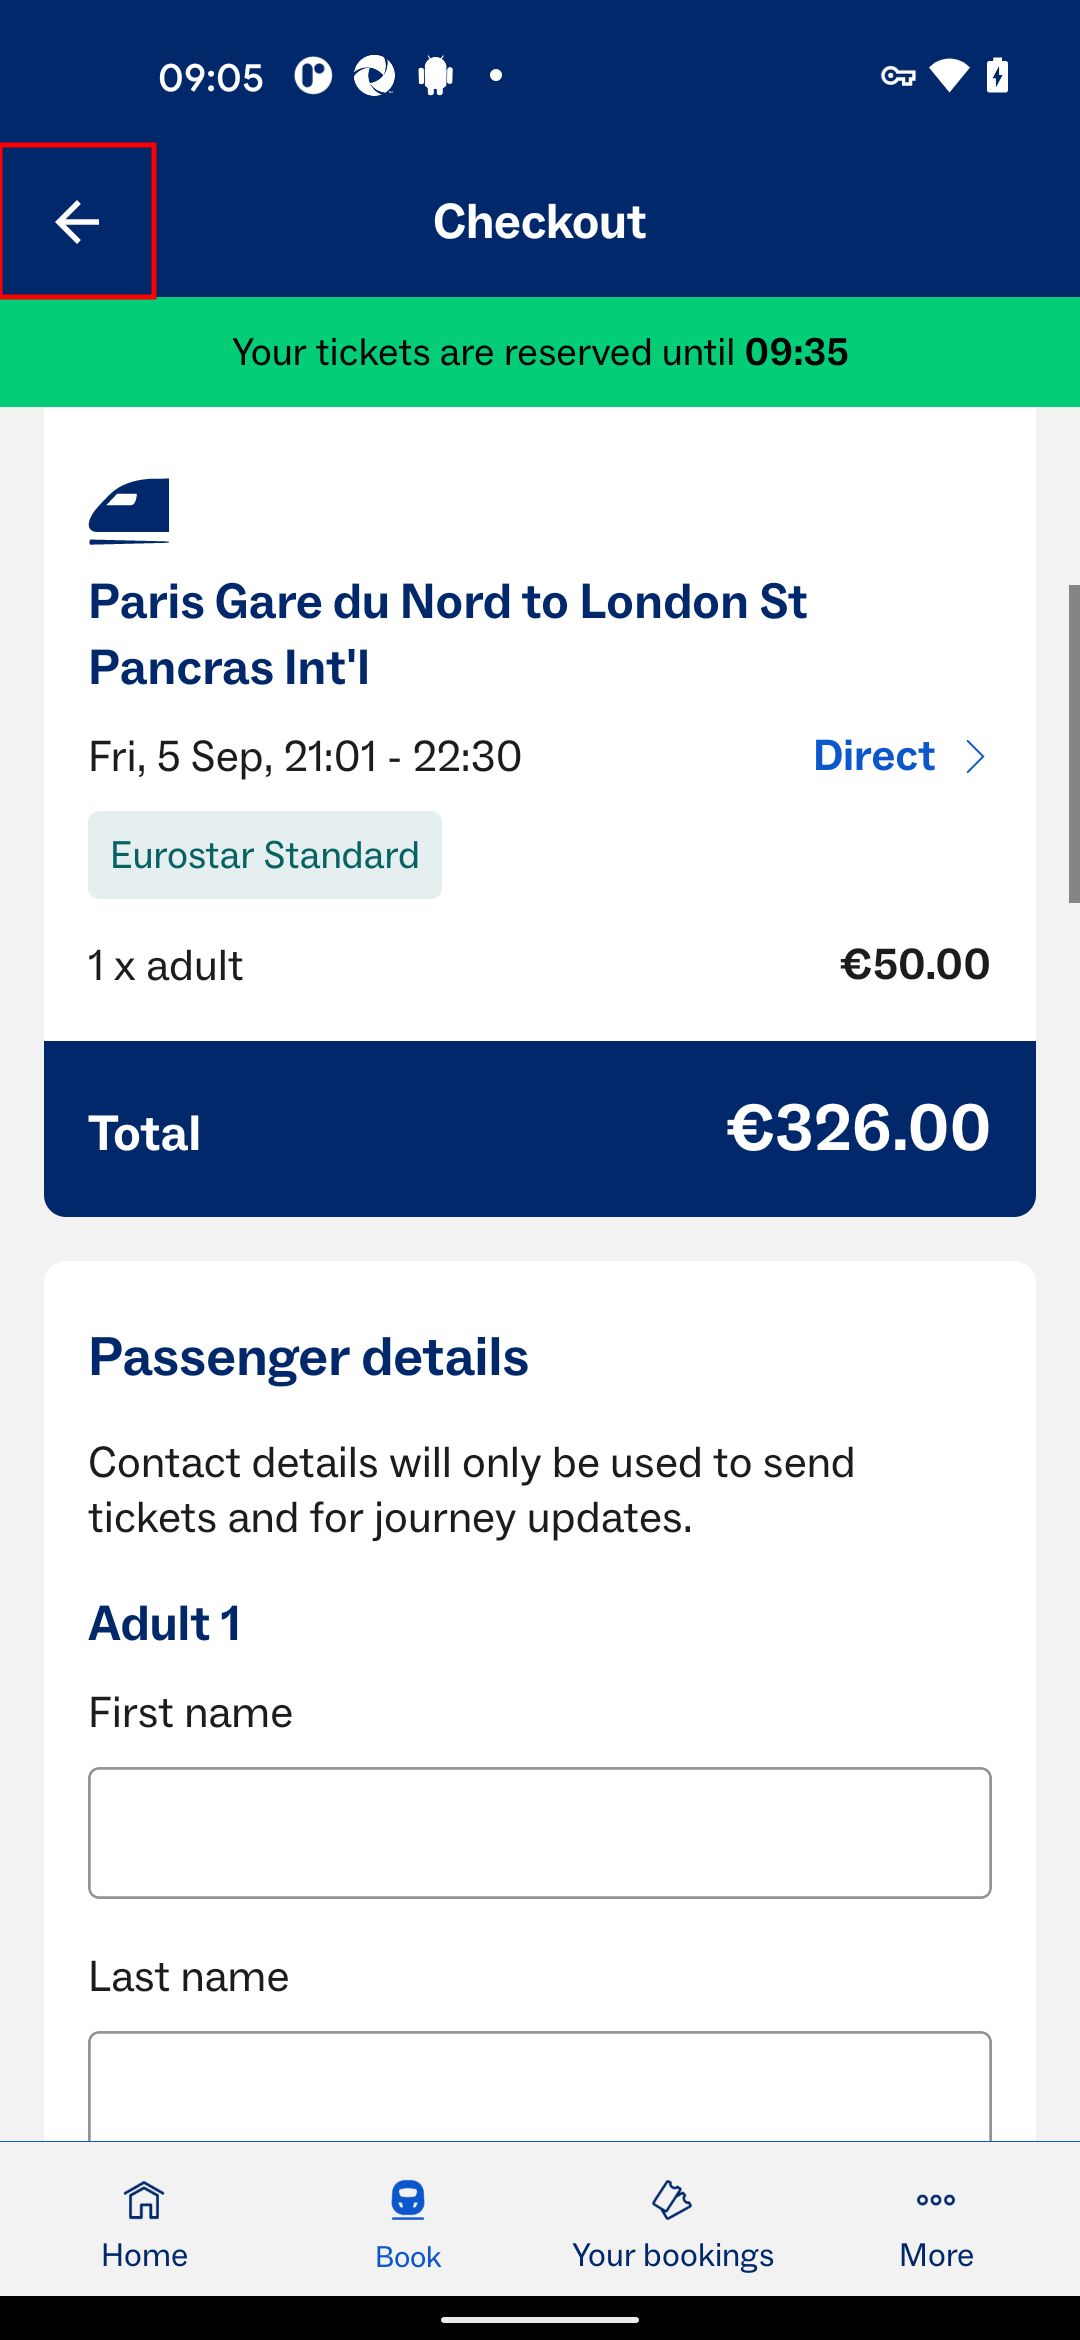 09:05
Checkout
Your tickets are reserved until 09:35
Paris Gare du Nord to London St
Pancras Int'l
Fri, 5 Sep, 21:01 - 22:30
Direct
Eurostar Standard
1 x adult
€50.00
Total
€326.00
Passenger details
Contact details will only be used to send
tickets and for journey updates.
Adult 1
First name
Last name
Home
Book
Your bookings
More